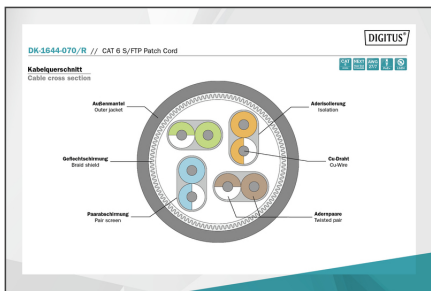 DIGITUS®
DK-1644-070/R // CAT 6 S/FTP Patch Cord
Kabelquerschnitt
Cable cross section
Außenmantel
Outer jacket
Aderisolierung
Isolation
Geflechtschirmung
Braid shield
Cu-Draht
Cu-Wire
Paarabschirmung
Pair screen
Adernpaare
Twisted pair